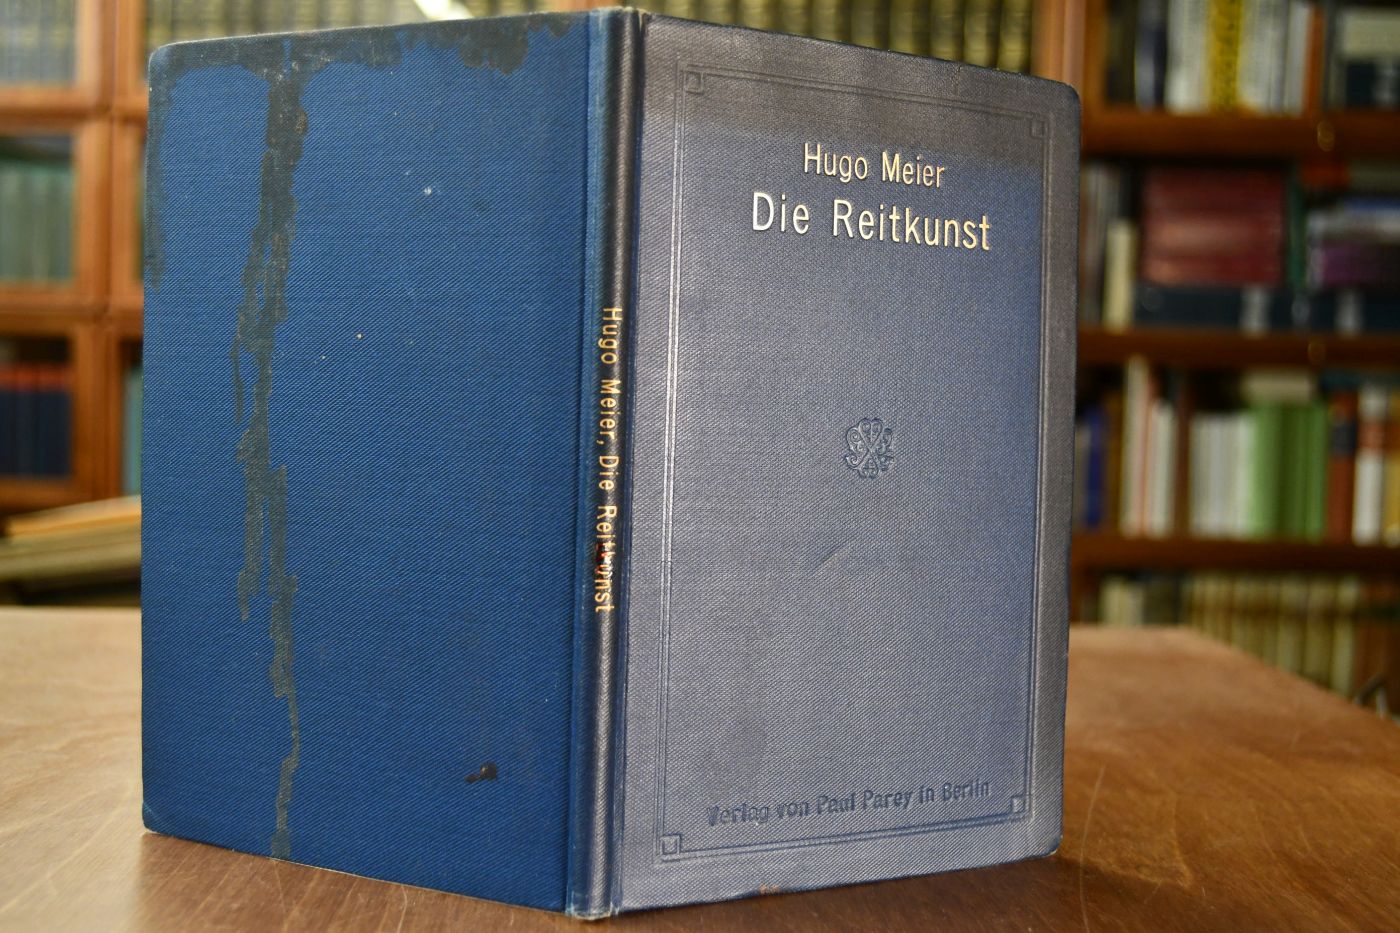 Hugo Meier
Die Reitkunst
Verlag von Paul Parey in Berlin
Hugo Meier, Die Reitkunst